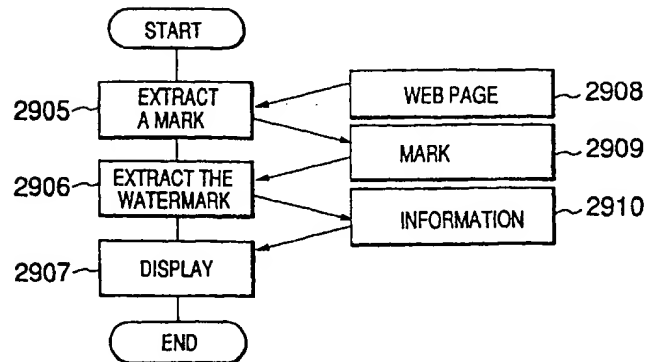 START
2905
EXTRACT
A MARK
WEB PAGE
2908
MARK
2909
2906
EXTRACT THE
WATERMARK
INFORMATION
2910
2907
DISPLAY
END